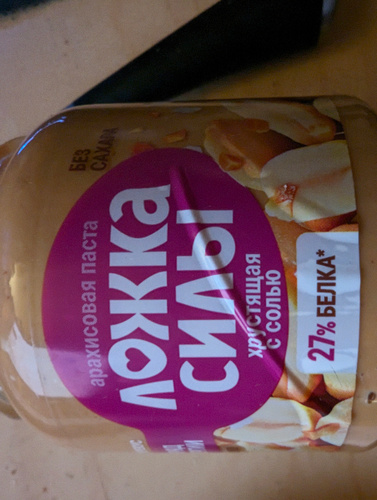 БЕЗ
САХАРА
арахисовая паста
ЛОЖКА
СИЛЫ
хрустящая
с солью
27% БЕЛКА*